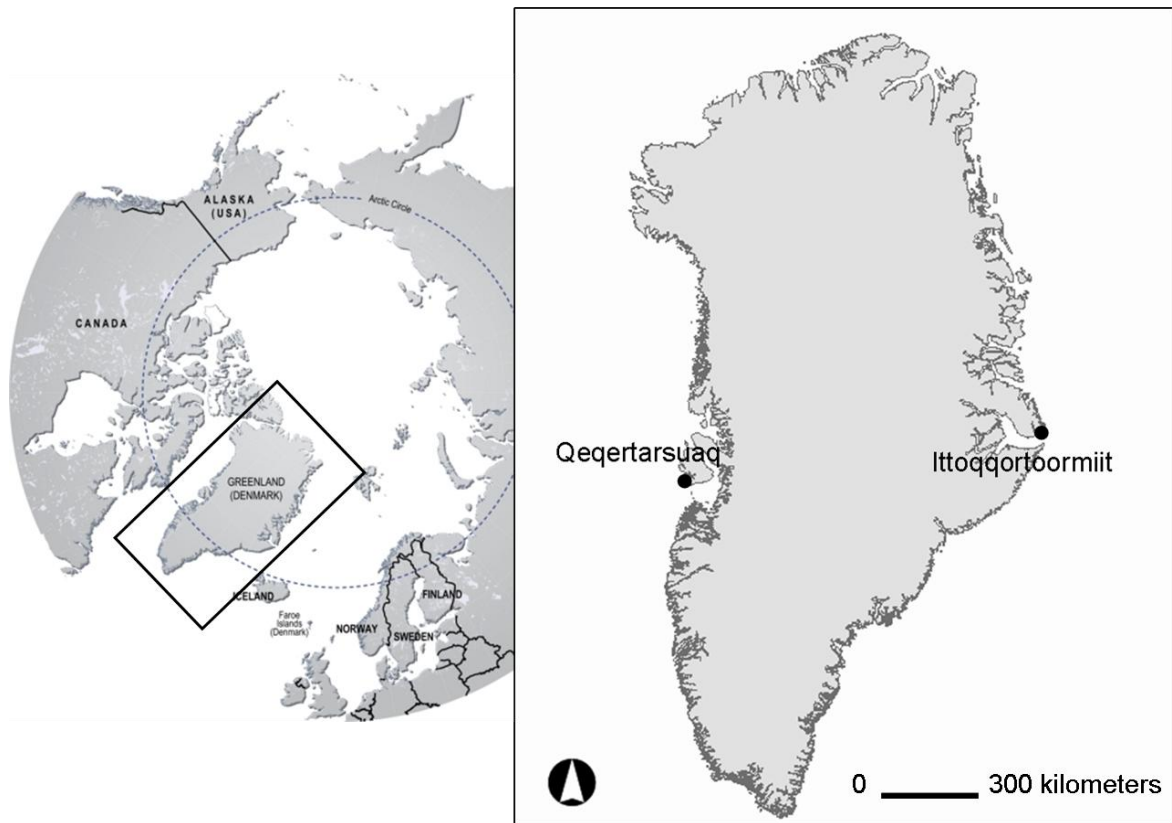 ALASKA
(USA)
Arctic Circle
CANADA
GREENLAND
(DENMARK)
ICELAND
Faroe
Islands
(Denmark)
NORWAY
SWEDEN
FINLAND
Qeqertarsuaq
Ittoqqortoormiit
0 300 kilometers